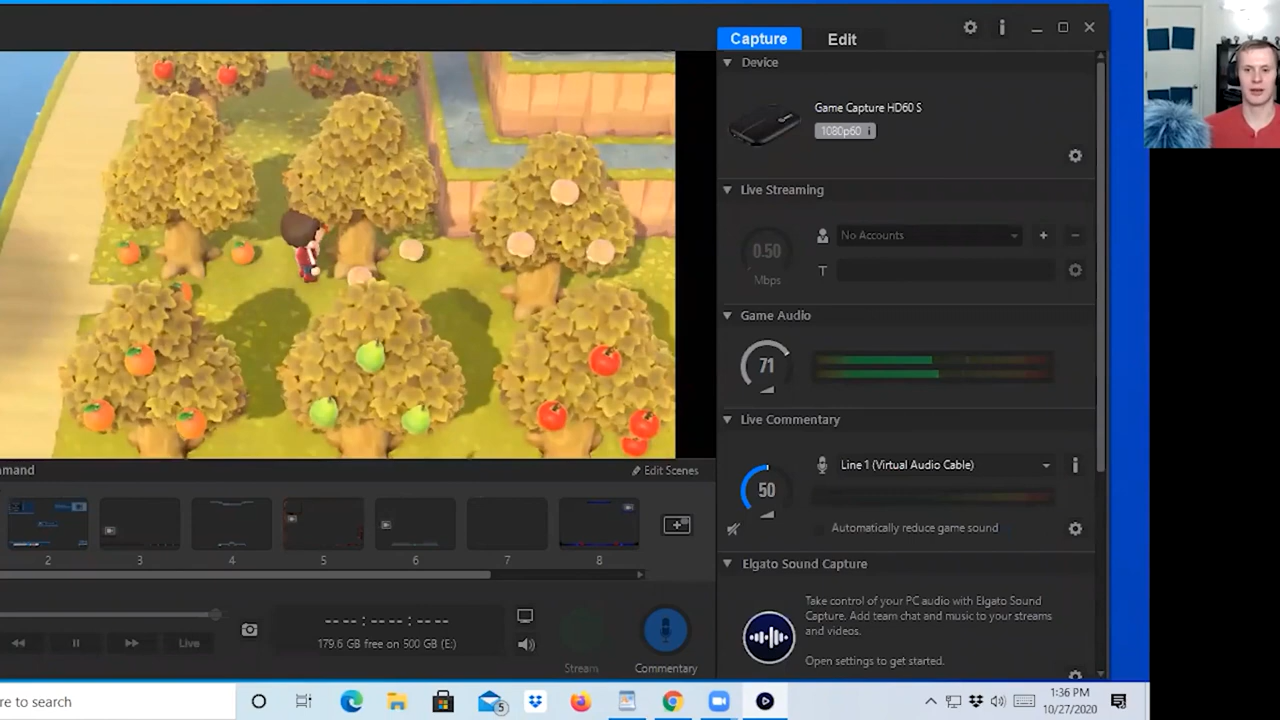 Capture
Edit
Device
Game Capture HD60 S
1080p60 i
Live Streaming
0.50
Mbps
No Accounts
T
Game Audio
71
Live Commentary
50
Line 1 (Virtual Audio Cable)
Automatically reduce game sound
Elgato Sound Capture
Take control of your PC audio with Elgato Sound
Capture. Add team chat and music to your streams
and videos.
Open settings to get started.
mmand
Edit Scenes
2 3 4 5 6 7 8
-- -- : -- -- : -- --
179.6 GB free on 500 GB (E:)
Live
Stream
Commentary
re to search
5
1:36 PM
10/27/2020